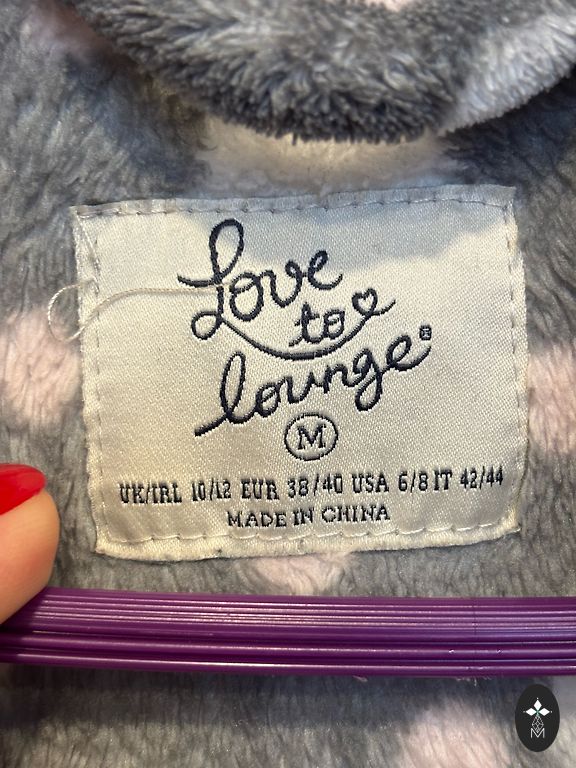 Love
to
lounge®
M
UK/IRL 10/12 EUR 38/40 USA 6/8 IT 42/44
MADE IN CHINA
M